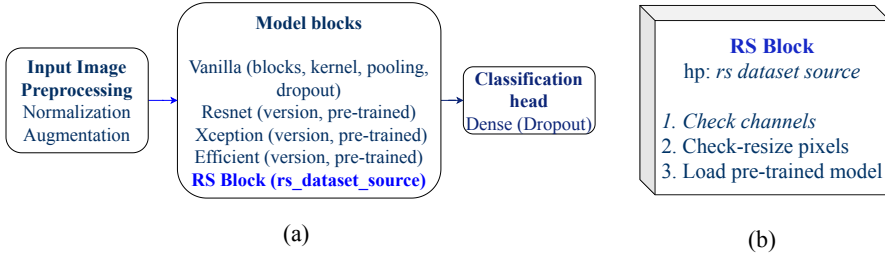 Input Image
Preprocessing
Normalization
Augmentation
Model blocks
Vanilla (blocks, kernel, pooling,
dropout)
Resnet (version, pre-trained)
Xception (version, pre-trained)
Efficient (version, pre-trained)
RS Block (rs_dataset_source)
Classification
head
Dense (Dropout)
(a)
RS Block
hp: rs dataset source
1. Check channels
2. Check-resize pixels
3. Load pre-trained model
(b)